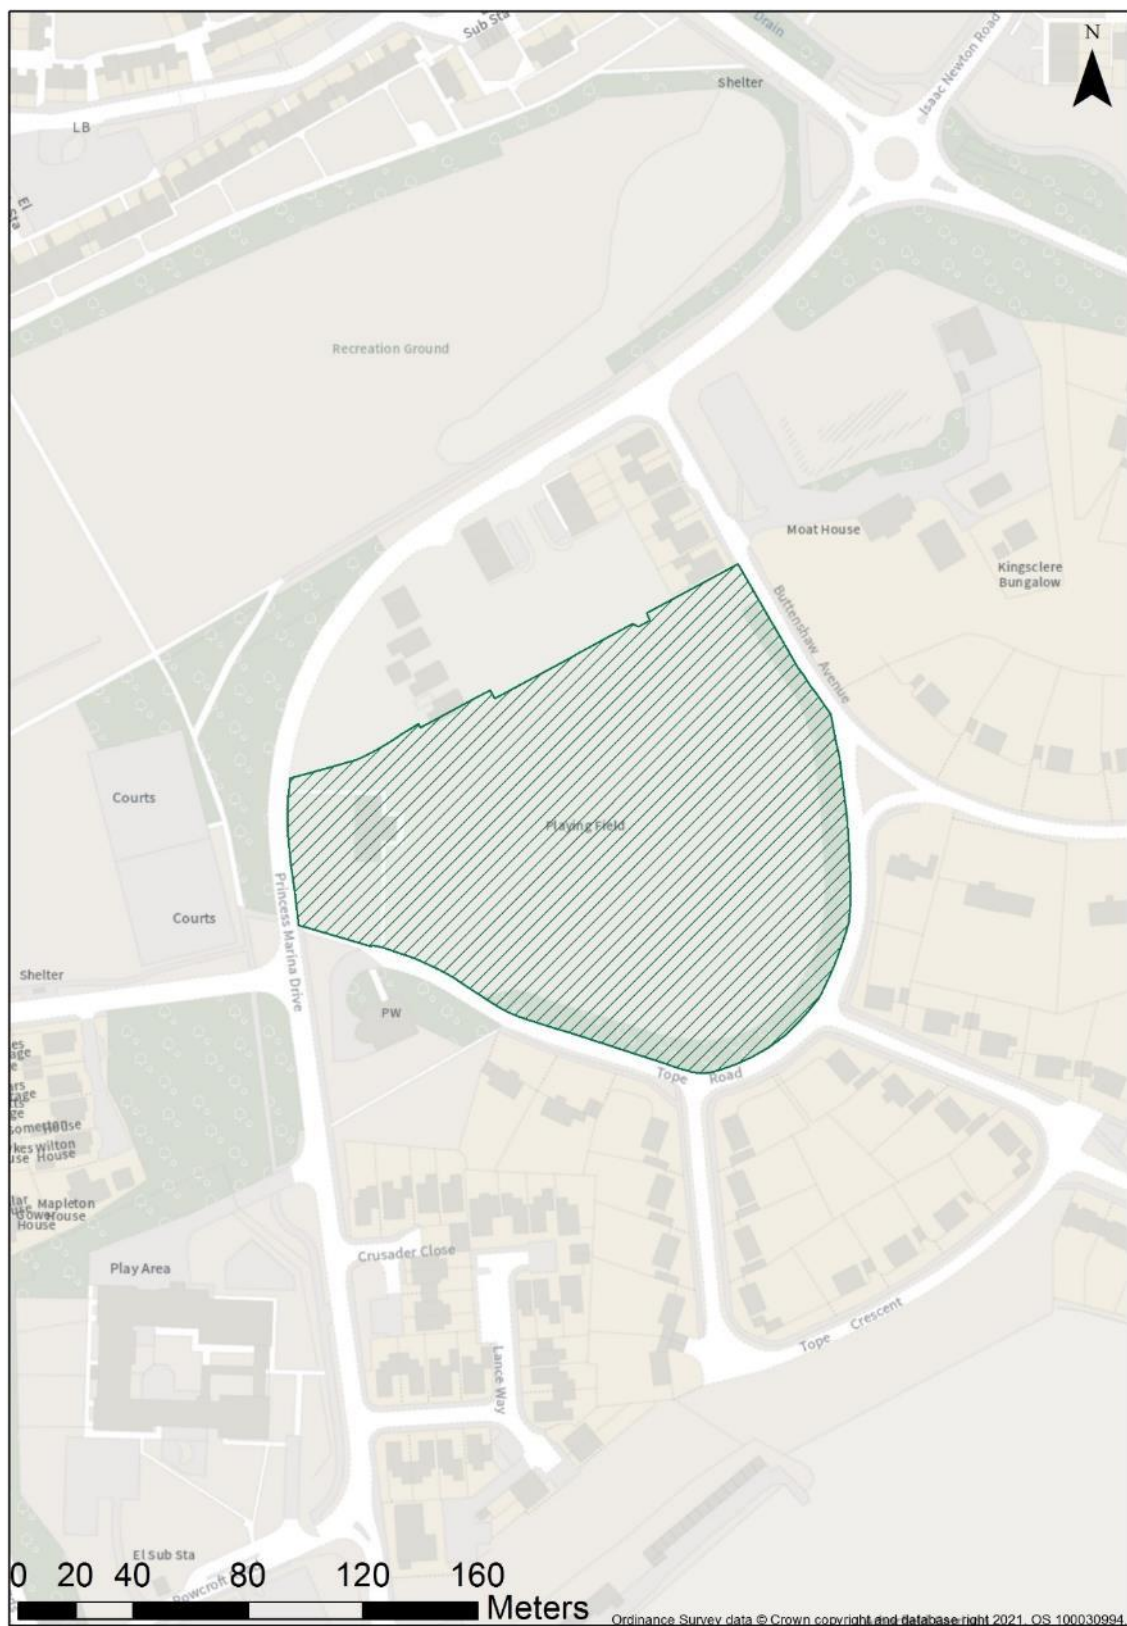 Sub Sta
Drain
Isaac Newton Road
N
Shelter
LB
El
Sta
Recreation Ground
Moat House
Kingsclere
Bungalow
Buttenshaw Avenue
Courts
Playing Field
Princess Marina Drive
Courts
Shelter
PW
Tope Road
Wilton
House
Mapleton
House
House
Crusader Close
Play Area
Tope Crescent
Lance Way
El Sub Sta
Rowcroft
0 20 40 80 120 160
Meters
Ordinance Survey data © Crown copyright and database right 2021. OS 100030994